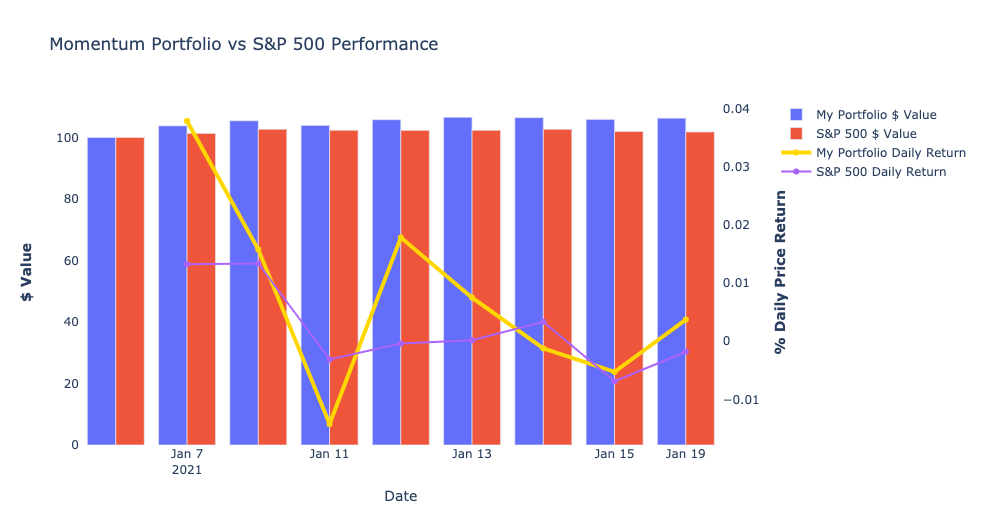 Momentum Portfolio vs S&P 500 Performance
My Portfolio $ Value
S&P 500 $ Value
My Portfolio Daily Return
S&P 500 Daily Return
$ Value
100
80
60
40
20
0
0.04
0.03
0.02
0.01
0
−0.01
% Daily Price Return
Jan 7
2021
Jan 11
Jan 13
Jan 15
Jan 19
Date